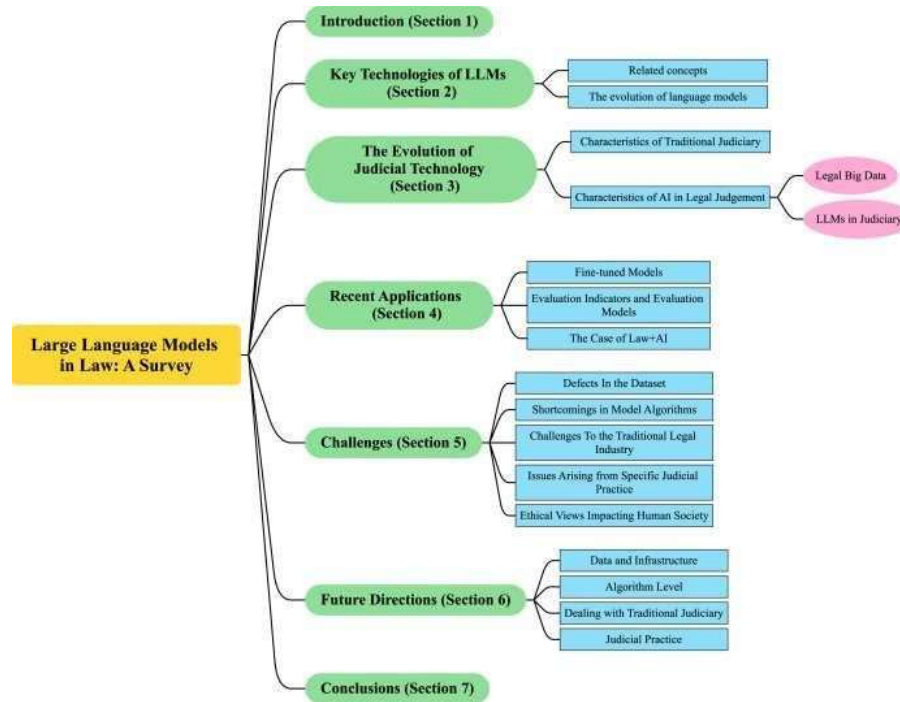 Introduction (Section 1)
Key Technologies of LLMs
(Section 2)
Related concepts
The evolution of language models
The Evolution of
Judicial Technology
(Section 3)
Characteristics of Traditional Judiciary
Characteristics of AI in Legal Judgement
Legal Big Data
LLMs in Judiciary
Recent Applications
(Section 4)
Fine-tuned Models
Evaluation Indicators and Evaluation
Models
The Case of Law+AI
Large Language Models
in Law: A Survey
Challenges (Section 5)
Defects In the Dataset
Shortcomings in Model Algorithms
Challenges To the Traditional Legal
Industry
Issues Arising from Specific Judicial
Practice
Ethical Views Impacting Human Society
Future Directions (Section 6)
Data and Infrastructure
Algorithm Level
Dealing with Traditional Judiciary
Judicial Practice
Conclusions (Section 7)